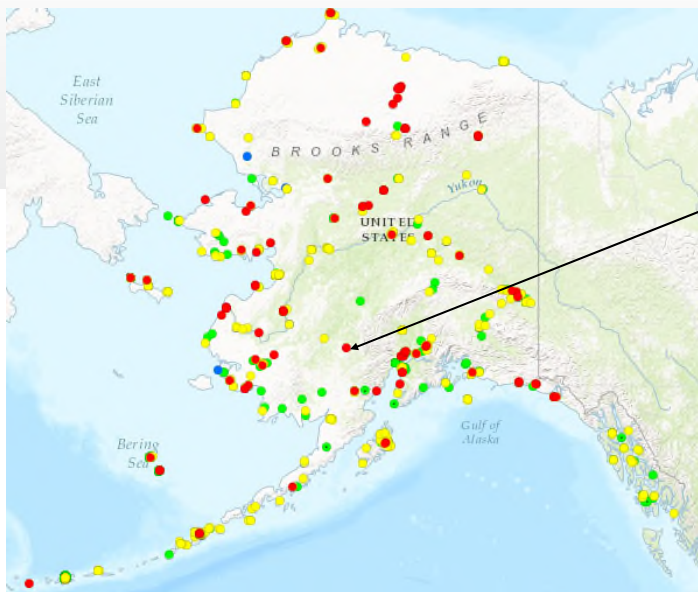 East
Siberian
Sea
BROOKS RANGE
Yukon
UNITED
STATES
Bering
Sea
Gulf of
Alaska